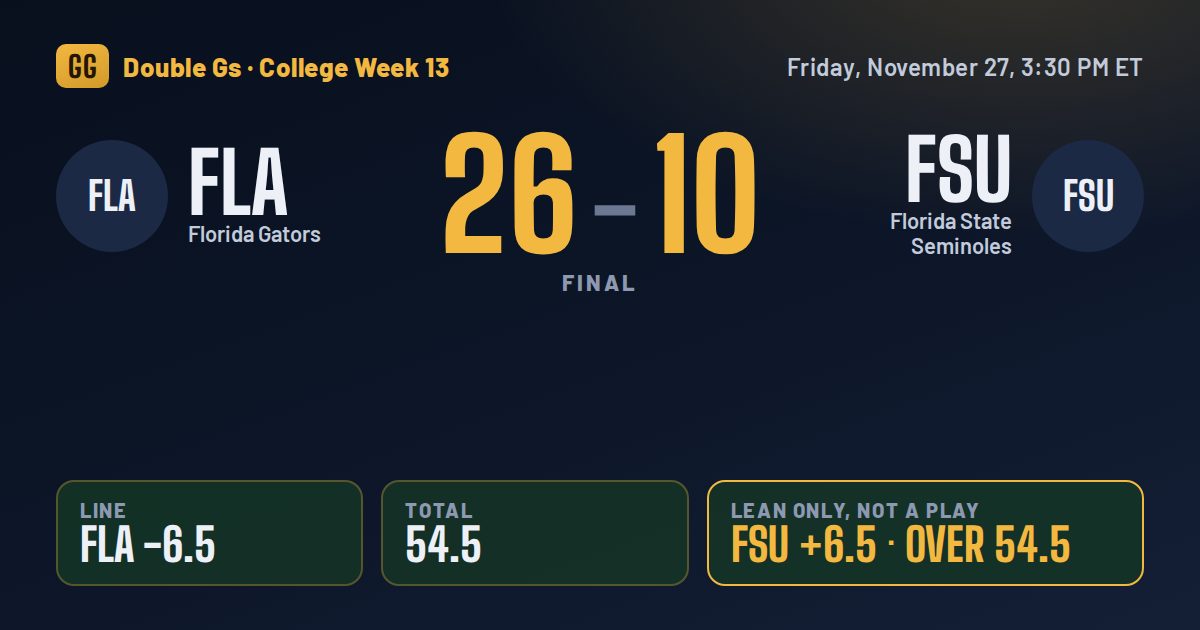 GG
Double Gs · College Week 13
Friday, November 27, 3:30 PM ET
FLA
FLA
Florida Gators
26 – 10
FINAL
FSU
Florida State
Seminoles
FSU
LINE
FLA −6.5
TOTAL
54.5
LEAN ONLY, NOT A PLAY
FSU +6.5 · OVER 54.5